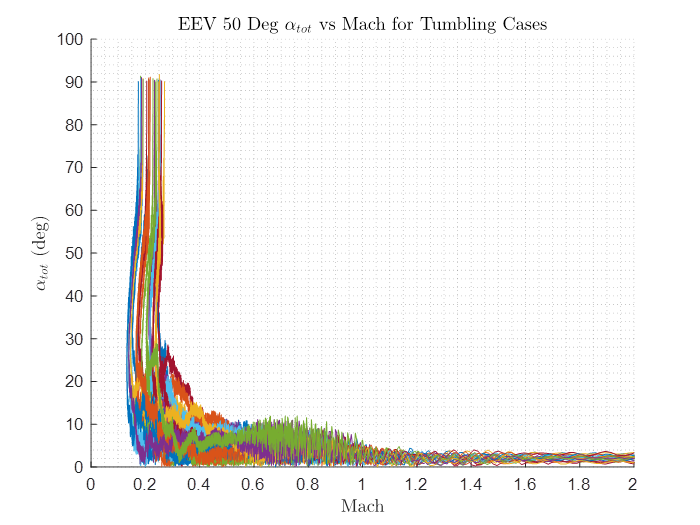 EEV 50 Deg α_tot vs Mach for Tumbling Cases
100
90
80
70
60
50
40
30
20
10
0
α_tot (deg)
0 0.2 0.4 0.6 0.8 1 1.2 1.4 1.6 1.8 2
Mach